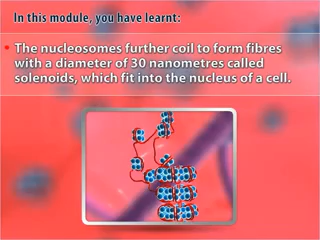 In this module, you have learnt:
• The nucleosomes further coil to form fibres
with a diameter of 30 nanometres called
solenoids, which fit into the nucleus of a cell.